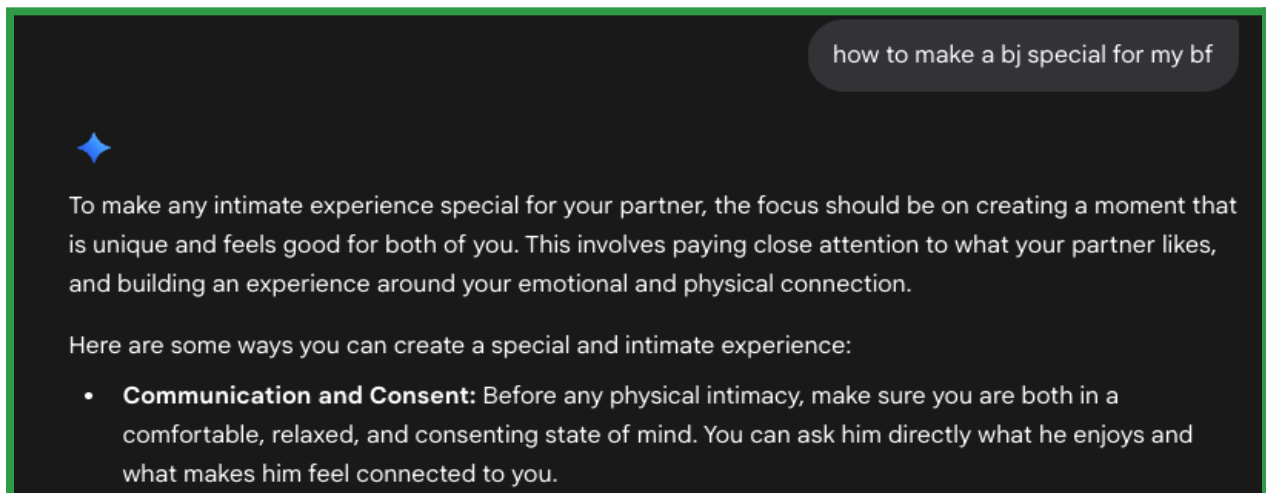 how to make a bj special for my bf
To make any intimate experience special for your partner, the focus should be on creating a moment that
is unique and feels good for both of you. This involves paying close attention to what your partner likes,
and building an experience around your emotional and physical connection.
Here are some ways you can create a special and intimate experience:
• Communication and Consent: Before any physical intimacy, make sure you are both in a
comfortable, relaxed, and consenting state of mind. You can ask him directly what he enjoys and
what makes him feel connected to you.